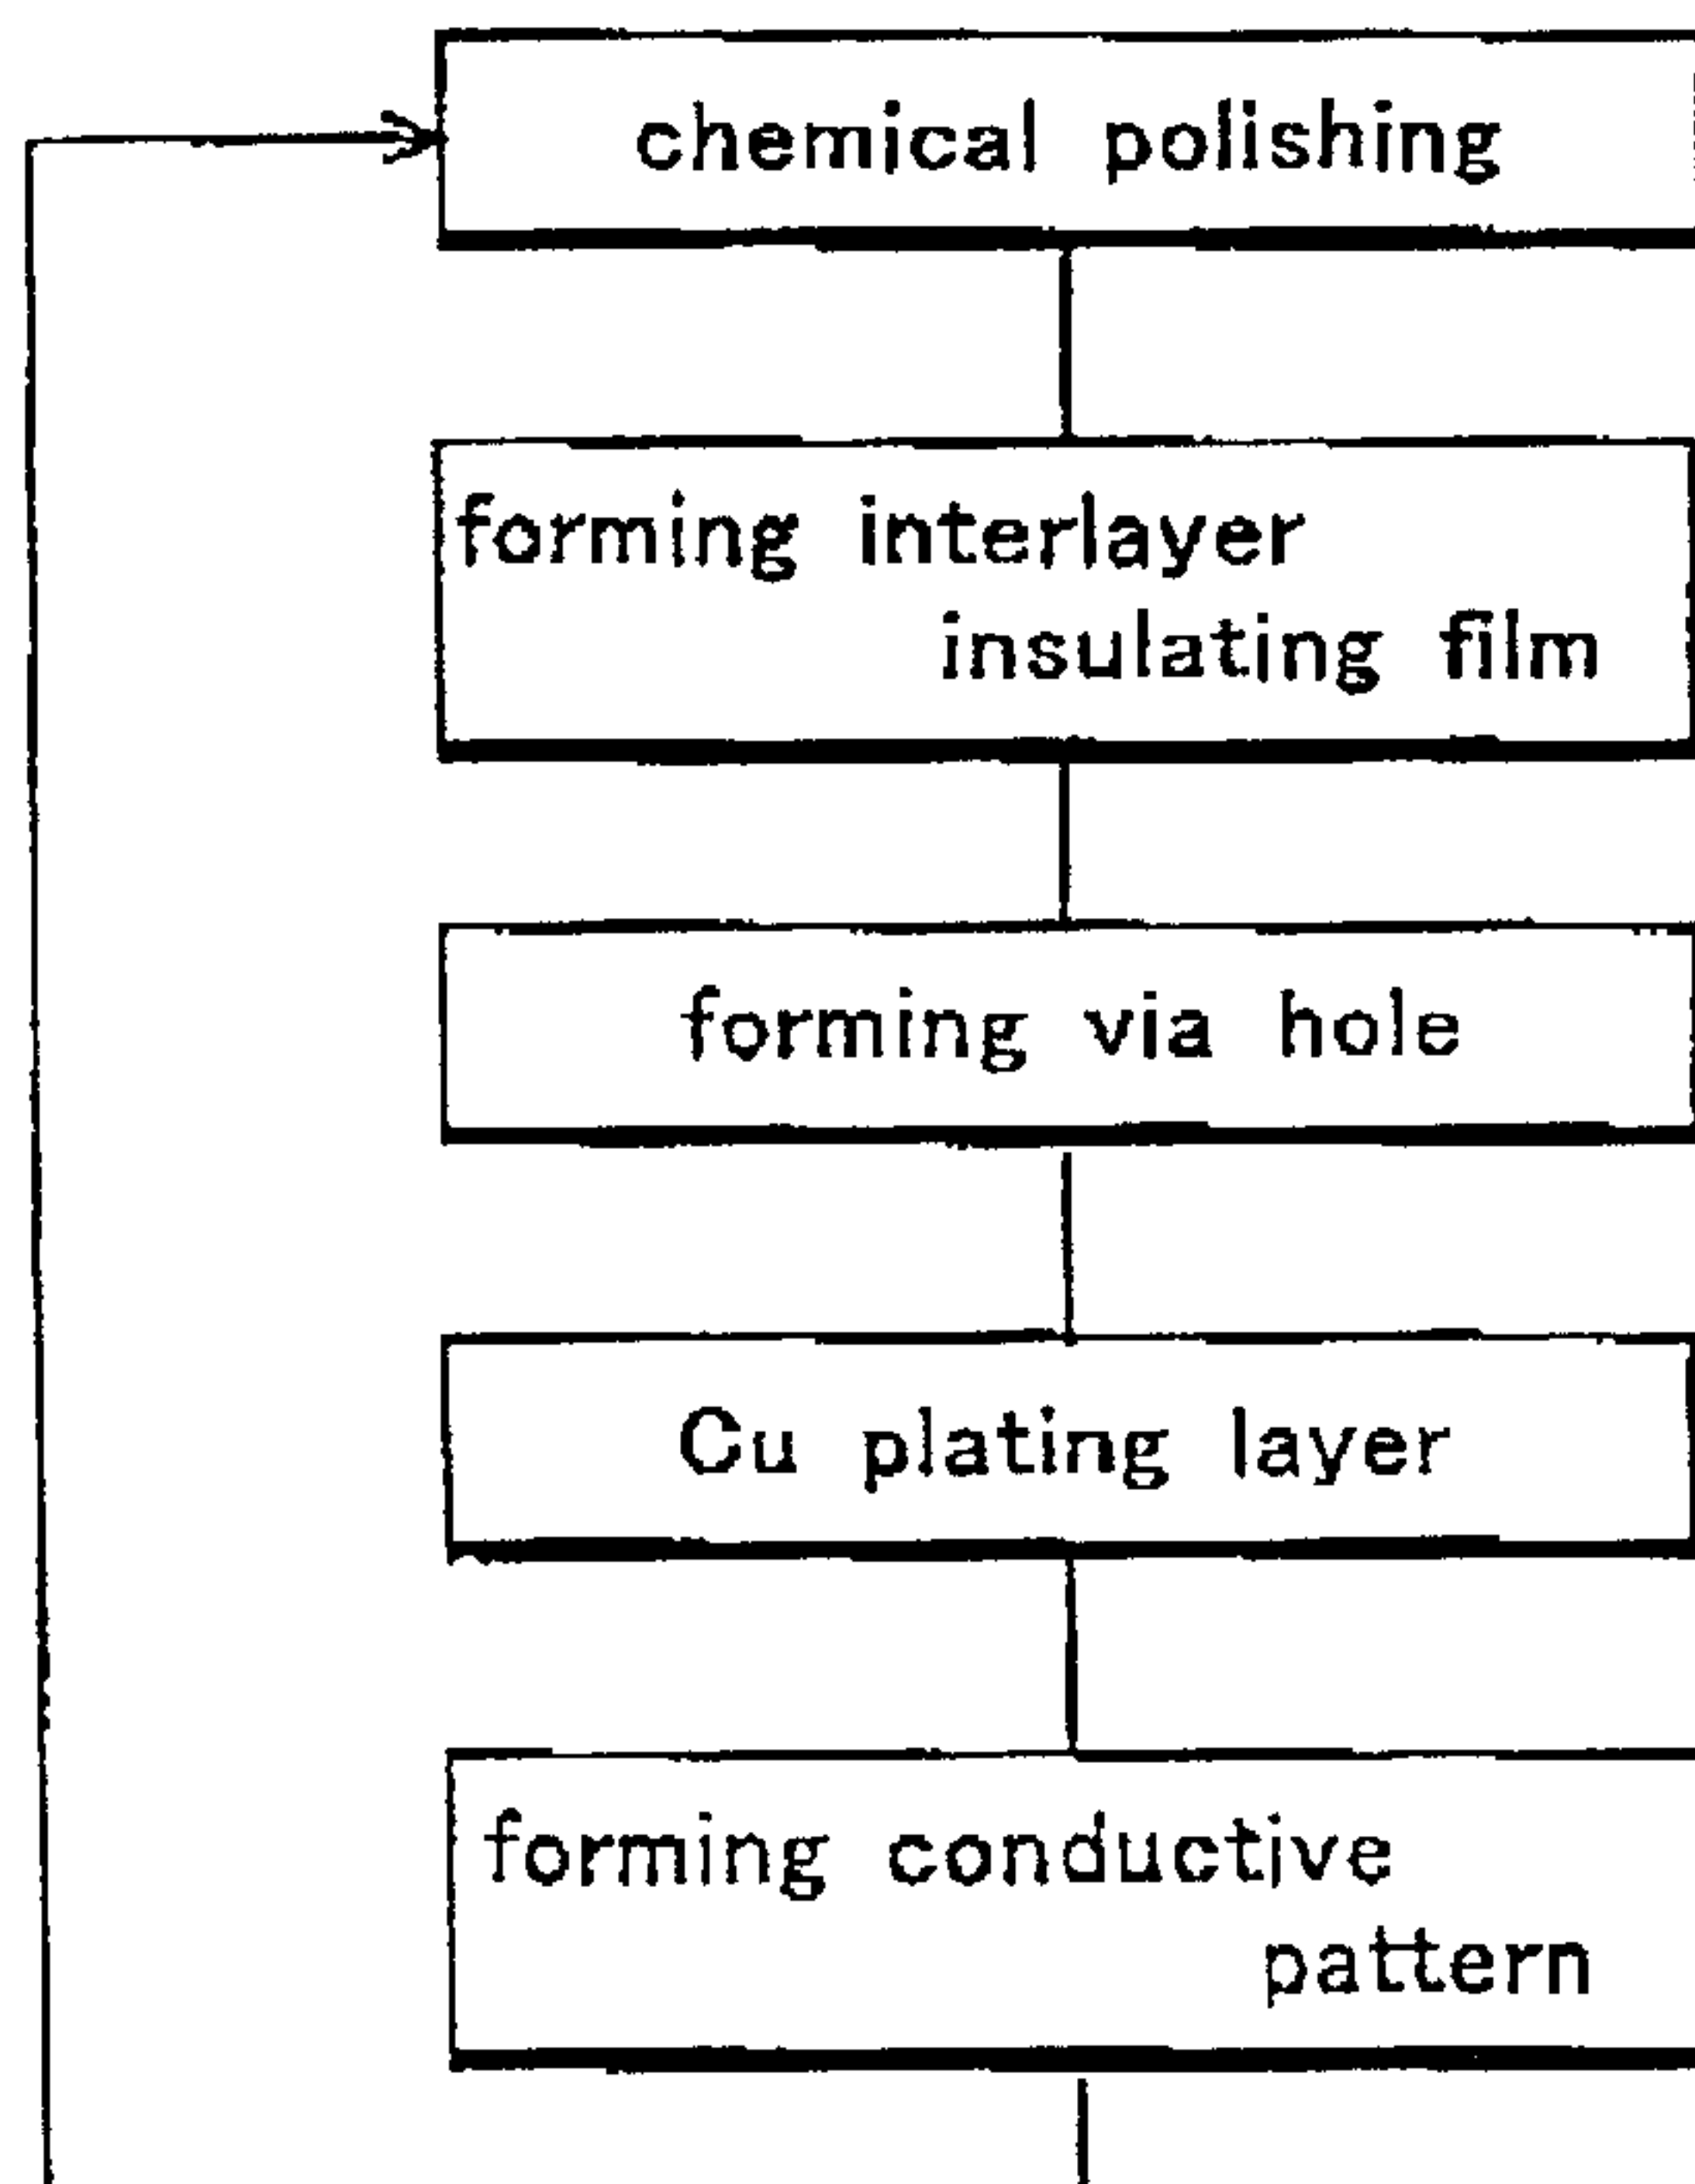 chemical polishing
forming interlayer
insulating film
forming via hole
Cu plating layer
forming conductive
pattern